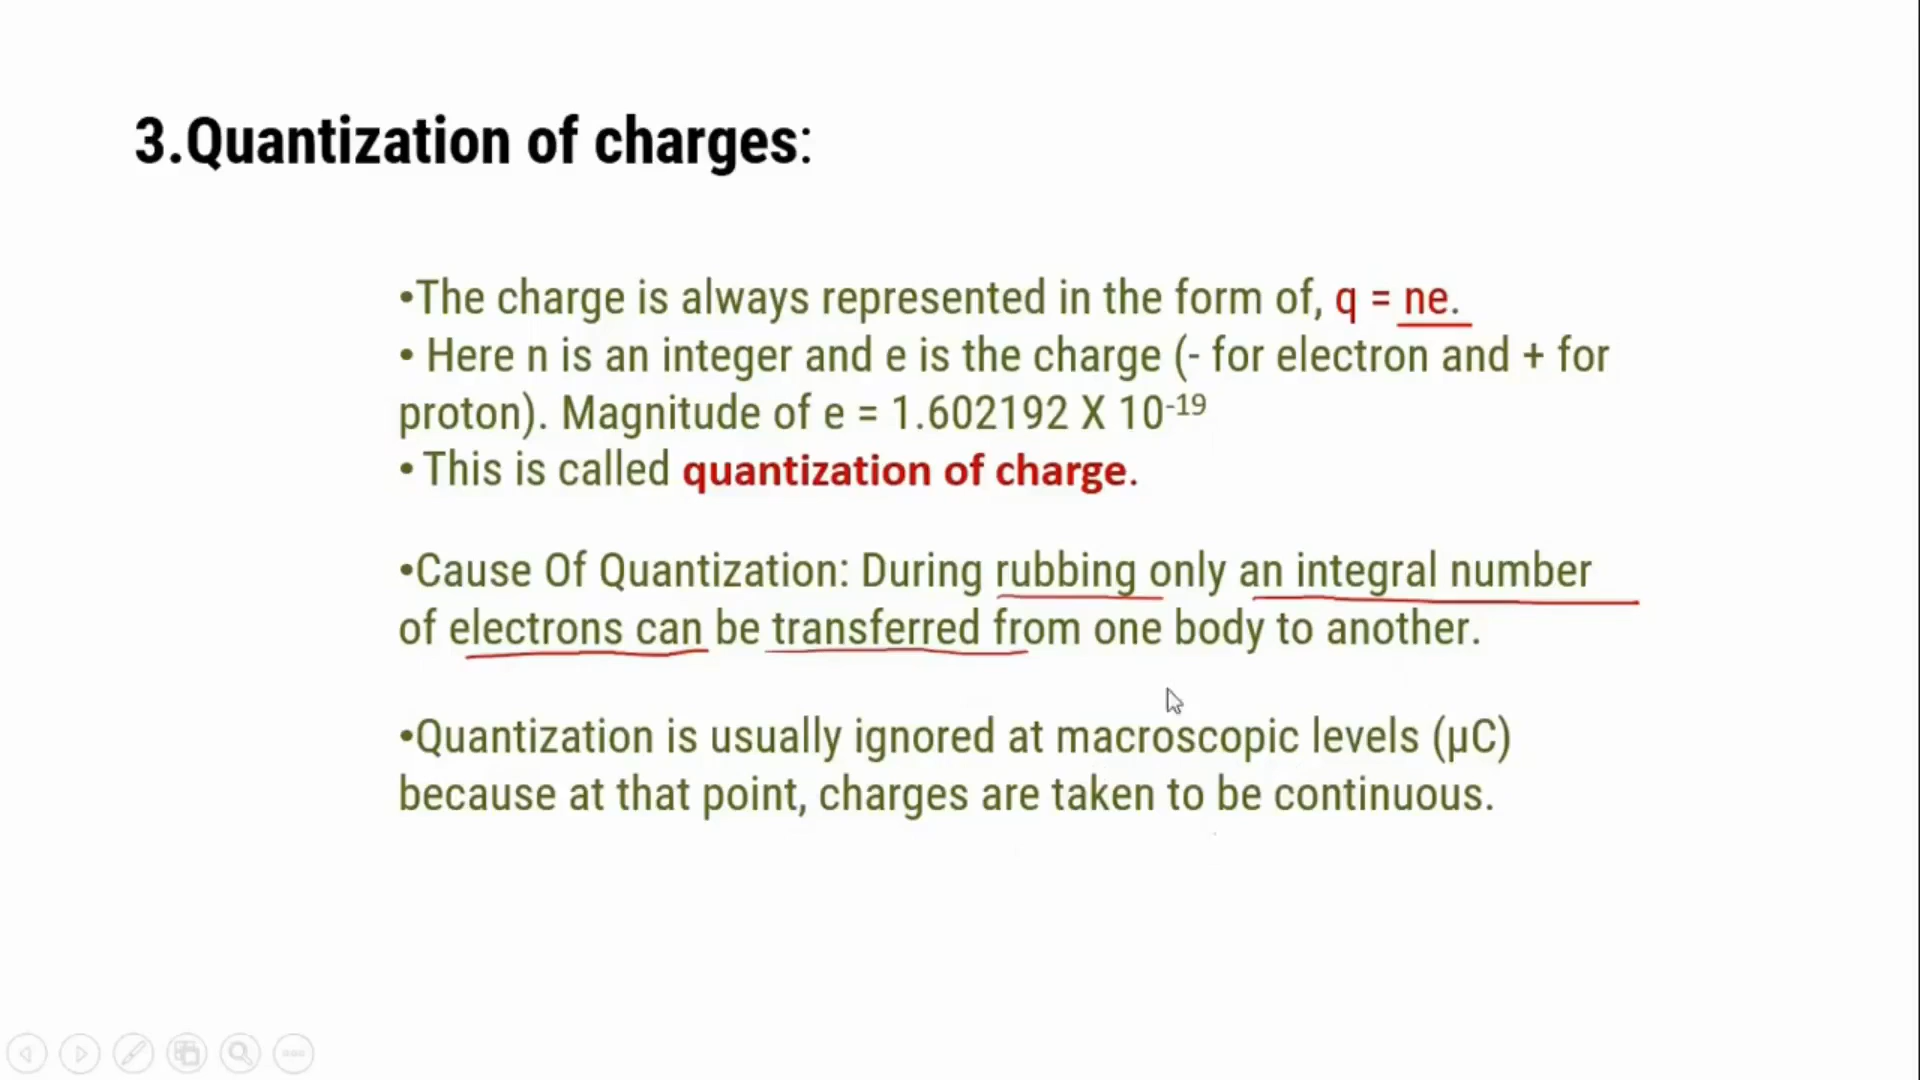 3.Quantization of charges:
•The charge is always represented in the form of, q = ne.
• Here n is an integer and e is the charge (- for electron and + for
proton). Magnitude of e = 1.602192 X 10⁻¹⁹
• This is called quantization of charge.
•Cause Of Quantization: During rubbing only an integral number
of electrons can be transferred from one body to another.
•Quantization is usually ignored at macroscopic levels (μC)
because at that point, charges are taken to be continuous.